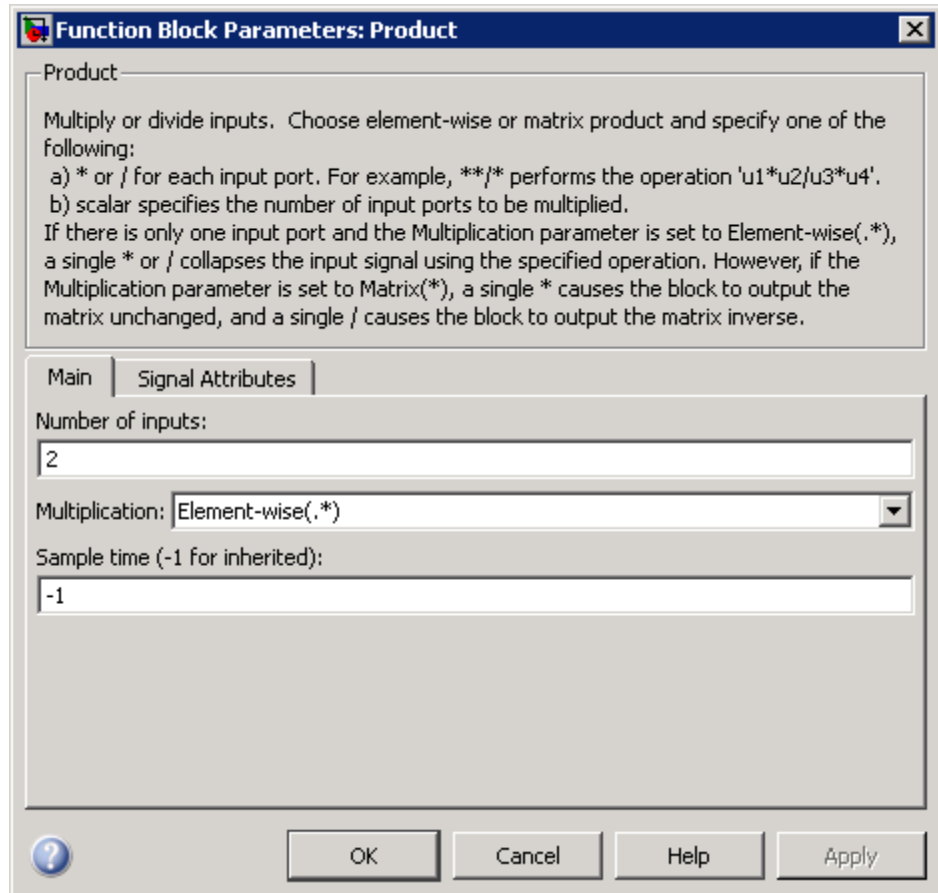 Function Block Parameters: Product
Product
Multiply or divide inputs.  Choose element-wise or matrix product and specify one of the
following:
a) * or / for each input port. For example, **/* performs the operation 'u1*u2/u3*u4'.
b) scalar specifies the number of input ports to be multiplied.
If there is only one input port and the Multiplication parameter is set to Element-wise(.*),
a single * or / collapses the input signal using the specified operation. However, if the
Multiplication parameter is set to Matrix(*), a single * causes the block to output the
matrix unchanged, and a single / causes the block to output the matrix inverse.
Main Signal Attributes
Number of inputs:
2
Multiplication: Element-wise(.*)
Sample time (-1 for inherited):
-1
? OK Cancel Help Apply